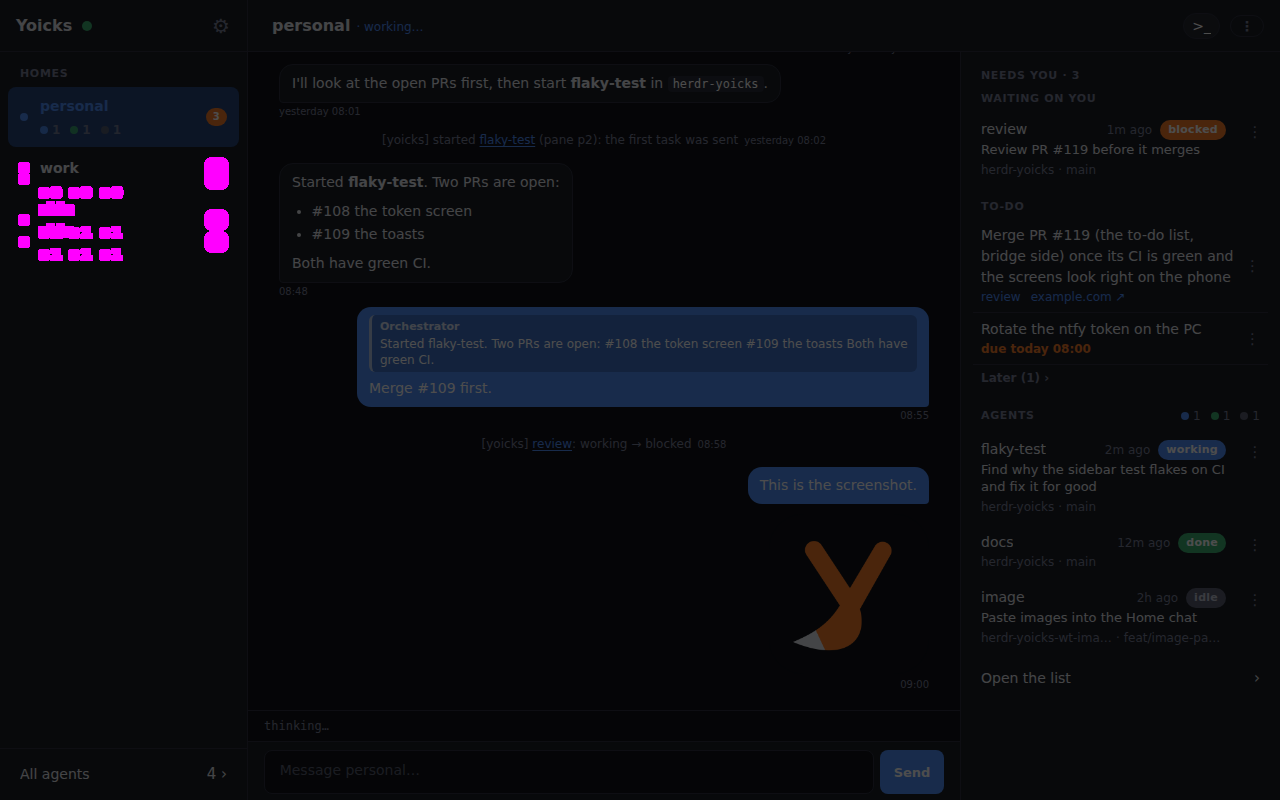 Yoicks
personal · working…
>_
HOMES
personal
3
1 1 1
work
All agents
4 ›
I'll look at the open PRs first, then start flaky-test in herdr-yoicks.
yesterday 08:01
[yoicks] started flaky-test (pane p2); the first task was sent yesterday 08:02
Started flaky-test. Two PRs are open:
• #108 the token screen
• #109 the toasts
Both have green CI.
08:48
Orchestrator
Started flaky-test. Two PRs are open: #108 the token screen #109 the toasts Both have
green CI.
Merge #109 first.
08:55
[yoicks] review: working → blocked 08:58
This is the screenshot.
09:00
thinking…
Message personal…
Send
NEEDS YOU · 3
WAITING ON YOU
review 1m ago blocked
Review PR #119 before it merges
herdr-yoicks · main
TO-DO
Merge PR #119 (the to-do list,
bridge side) once its CI is green and
the screens look right on the phone
review example.com ↗
Rotate the ntfy token on the PC
due today 08:00
Later (1) ›
AGENTS 1 1 1
flaky-test 2m ago working
Find why the sidebar test flakes on CI
and fix it for good
herdr-yoicks · main
docs 12m ago done
herdr-yoicks · main
image 2h ago idle
Paste images into the Home chat
herdr-yoicks-wt-ima… · feat/image-pa…
Open the list ›